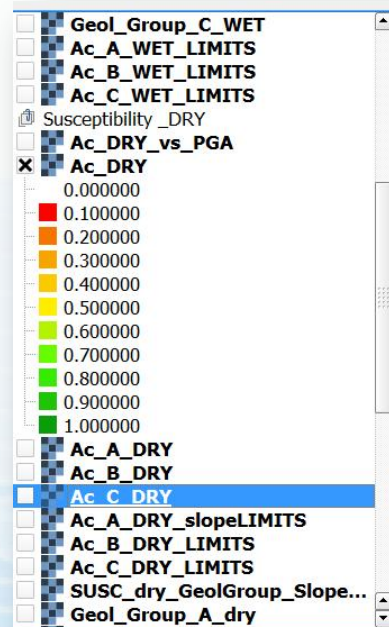 Geol_Group_C_WET
Ac_A_WET_LIMITS
Ac_B_WET_LIMITS
Ac_C_WET_LIMITS
Susceptibility _DRY
Ac_DRY_vs_PGA
Ac_DRY
0.000000
0.100000
0.200000
0.300000
0.400000
0.500000
0.600000
0.700000
0.800000
0.900000
1.000000
Ac_A_DRY
Ac_B_DRY
Ac_C_DRY
Ac_A_DRY_slopeLIMITS
Ac_B_DRY_LIMITS
Ac_C_DRY_LIMITS
SUSC_dry_GeolGroup_Slope...
Geol_Group_A_dry